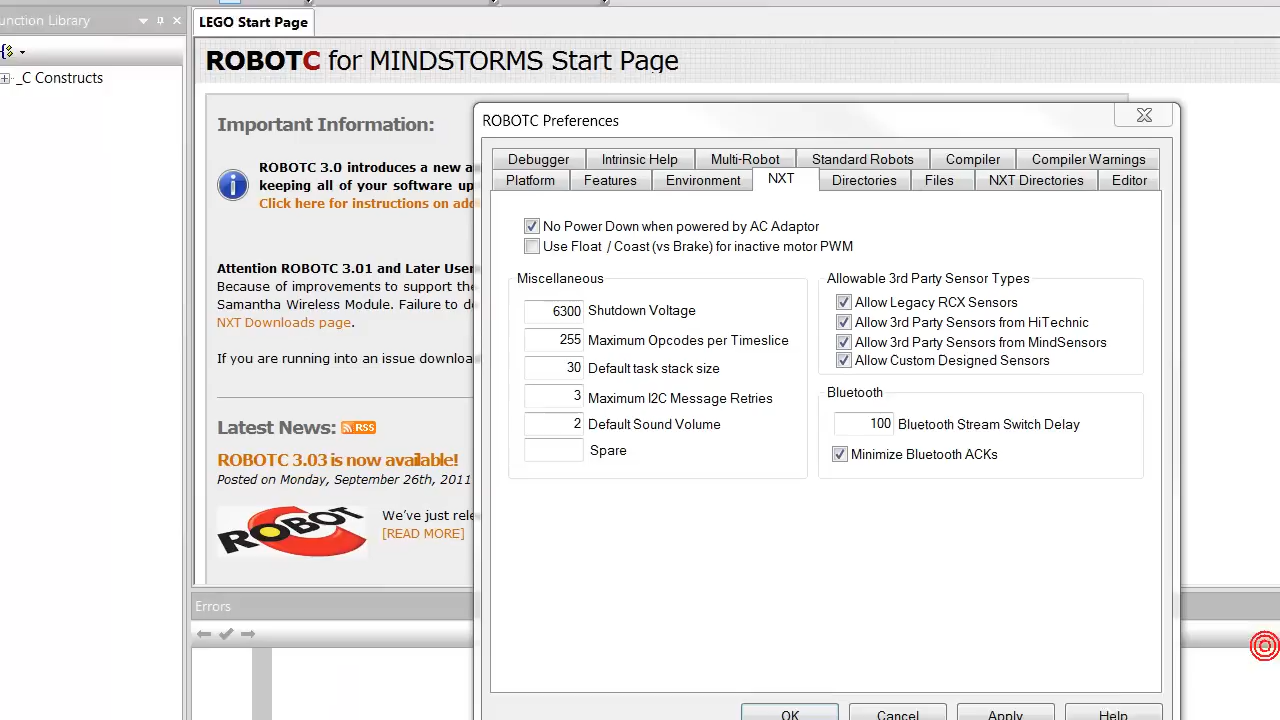 unction Library
LEGO Start Page
ROBOTC for MINDSTORMS Start Page
_C Constructs
Important Information:
ROBOTC 3.0 introduces a new a
keeping all of your software up
Click here for instructions on
Attention ROBOTC 3.01 and Later User
Because of improvements to support the
Samantha Wireless Module. Failure to
NXT Downloads page.
If you are running into an issue downloa
Latest News: RSS
ROBOTC 3.03 is now available!
Posted on Monday, September 26th, 2011
ROBOT
We've just rele
[READ MORE]
Errors
ROBOTC Preferences
Debugger Intrinsic Help Multi-Robot Standard Robots Compiler Compiler Warnings
Platform Features Environment NXT Directories Files NXT Directories Editor
No Power Down when powered by AC Adaptor
Use Float / Coast (vs Brake) for inactive motor PWM
Miscellaneous
6300 Shutdown Voltage
255 Maximum Opcodes per Timeslice
30 Default task stack size
3 Maximum I2C Message Retries
2 Default Sound Volume
Spare
Allowable 3rd Party Sensor Types
Allow Legacy RCX Sensors
Allow 3rd Party Sensors from HiTechnic
Allow 3rd Party Sensors from MindSensors
Allow Custom Designed Sensors
Bluetooth
100 Bluetooth Stream Switch Delay
Minimize Bluetooth ACKs
OK Cancel Apply Help